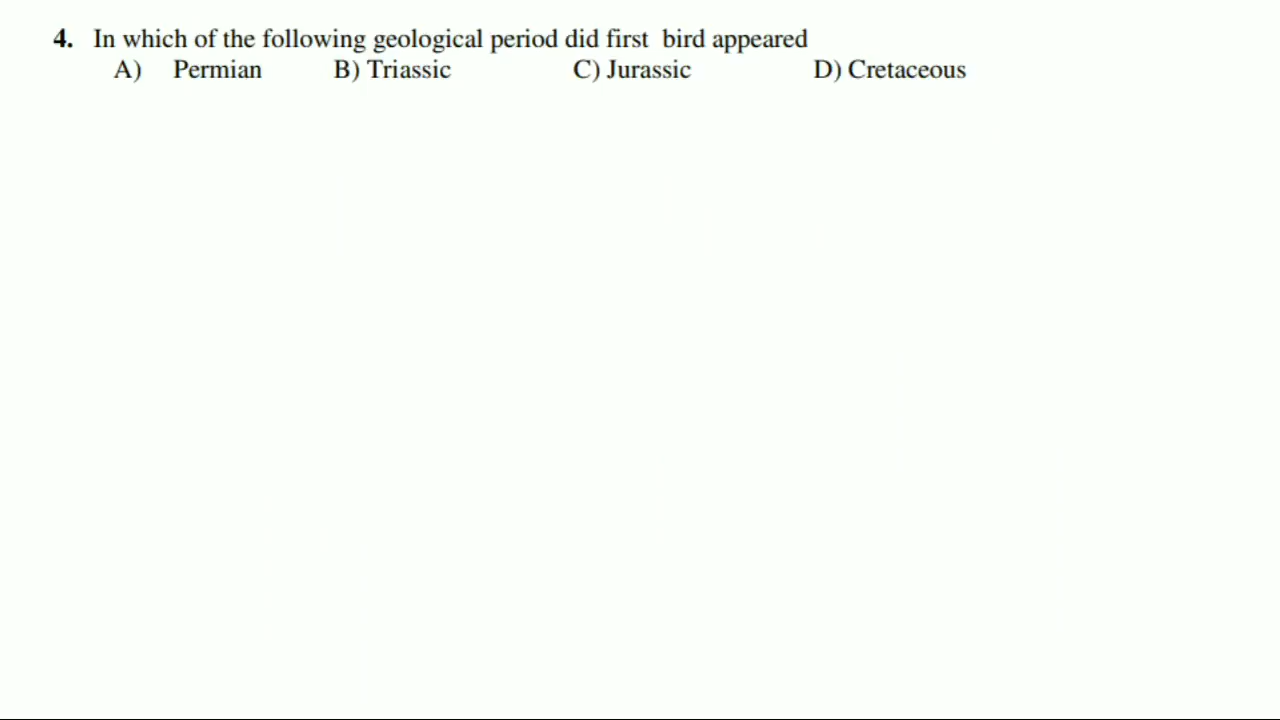 4. In which of the following geological period did first bird appeared
A) Permian B) Triassic C) Jurassic D) Cretaceous